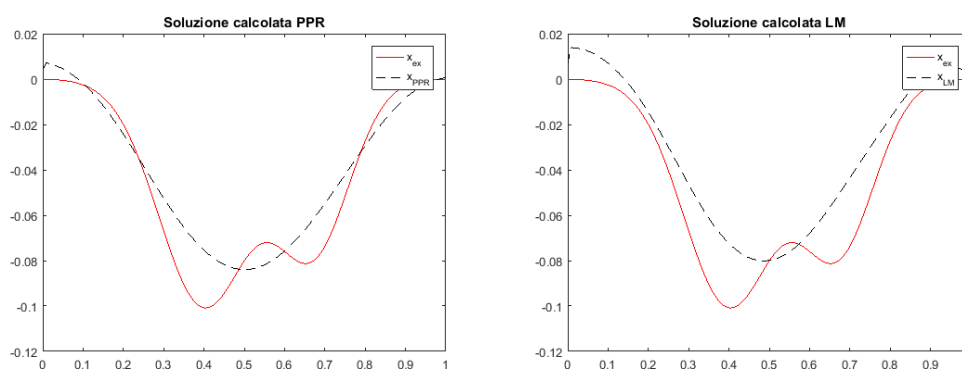 Soluzione calcolata PPR
0.02
0
-0.02
-0.04
-0.06
-0.08
-0.1
-0.12
0 0.1 0.2 0.3 0.4 0.5 0.6 0.7 0.8 0.9 1
x_ex
x_PPR
Soluzione calcolata LM
0.02
0
-0.02
-0.04
-0.06
-0.08
-0.1
-0.12
0 0.1 0.2 0.3 0.4 0.5 0.6 0.7 0.8 0.9
x_ex
x_LM